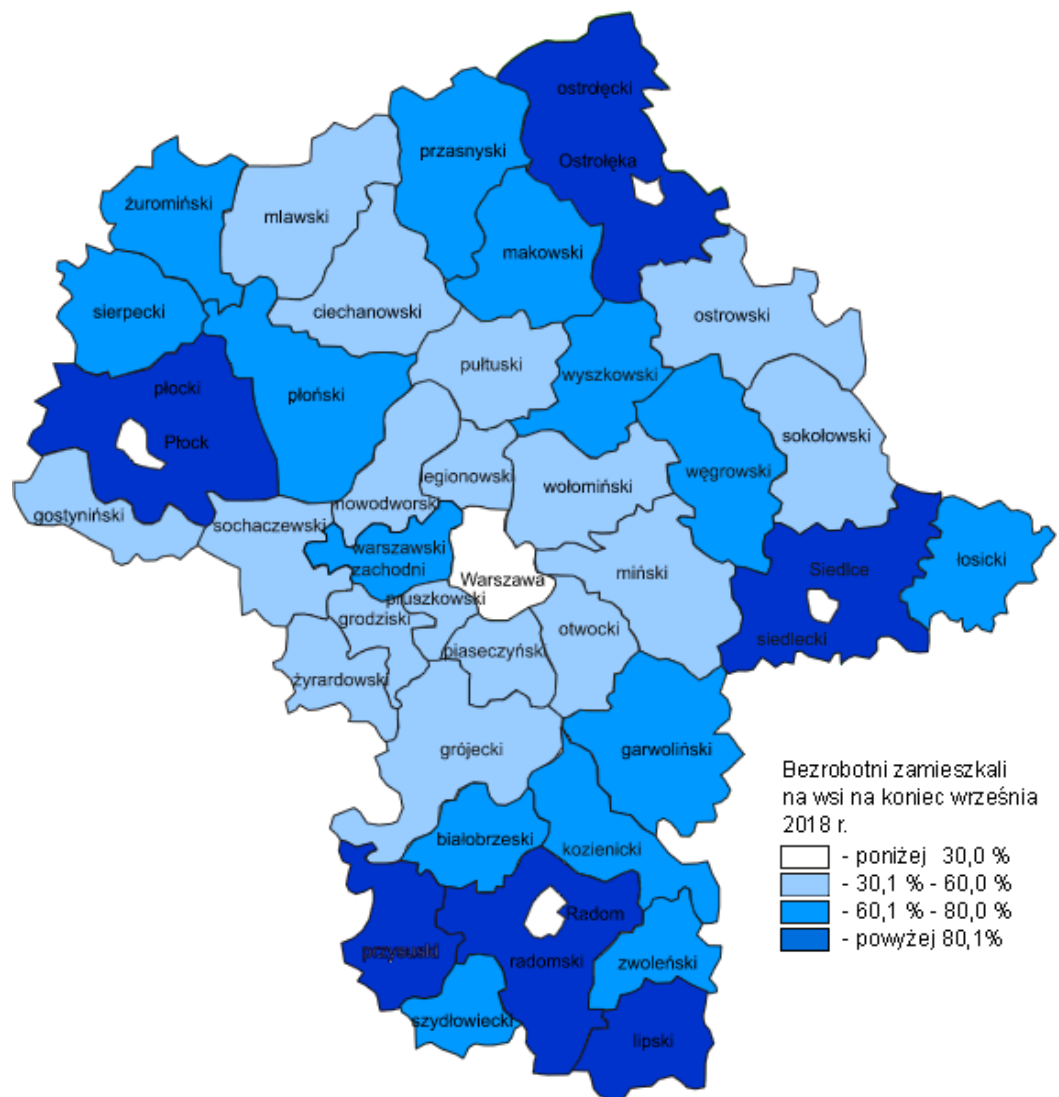 ostrołęcki
przasnyski
Ostrołęka
żuromiński
mlawski
makowski
sierpecki
ciechanowski
ostrowski
pułtuski
wyszkowski
płocki
płoński
Płock
sokołowski
legionowski
węgrowski
wołomiński
nowodworski
gostyniński
sochaczewski
warszawski
zachodni
łosicki
Siedlce
miński
Warszawa
pruszkowski
grodziski
otwocki
siedlecki
piaseczyński
żyrardowski
grójecki
garwoliński
białobrzeski
kozienicki
Radom
przysuski
radomski
zwoleński
szydłowiecki
lipski
Bezrobotni zamieszkali
na wsi na koniec września
2018 r.
- poniżej 30,0 %
- 30,1 % - 60,0 %
- 60,1 % - 80,0 %
- powyżej 80,1%